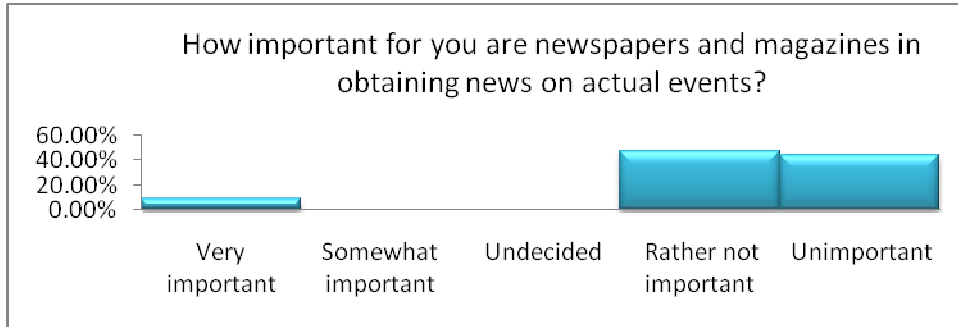 How important for you are newspapers and magazines in
obtaining news on actual events?
60.00%
40.00%
20.00%
0.00%
Very
important
Somewhat
important
Undecided
Rather not
important
Unimportant